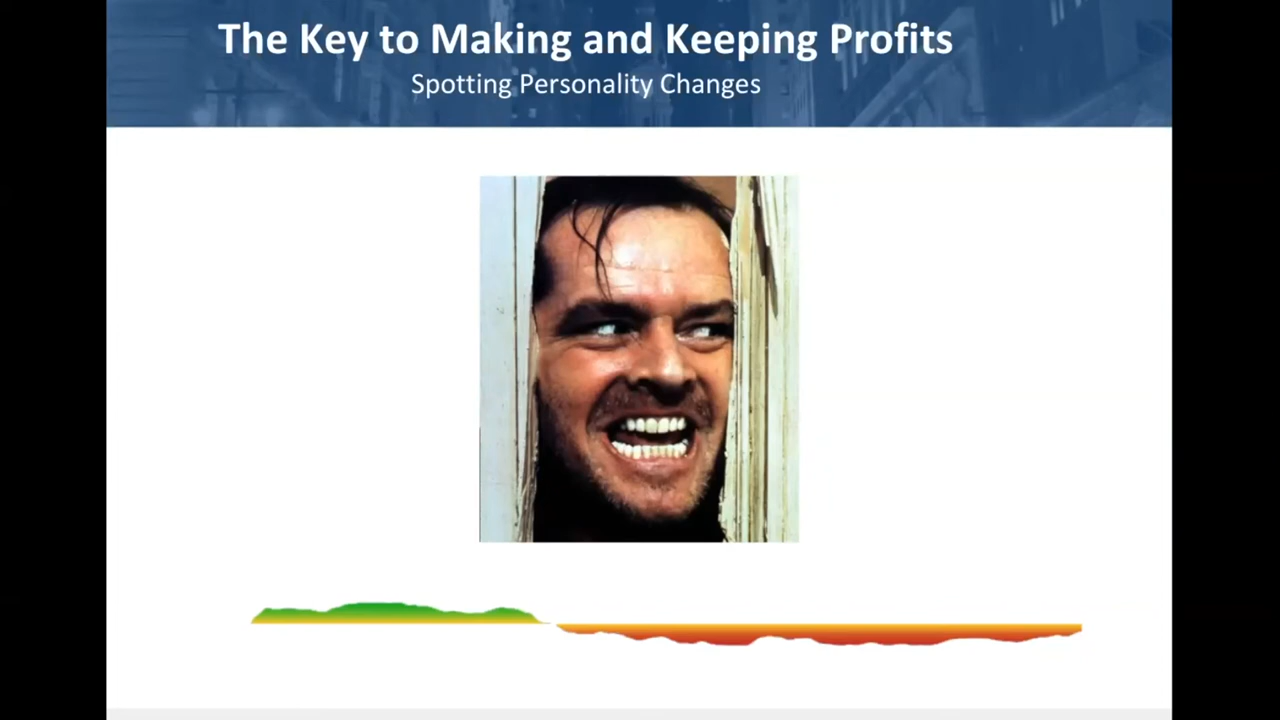 The Key to Making and Keeping Profits
Spotting Personality Changes